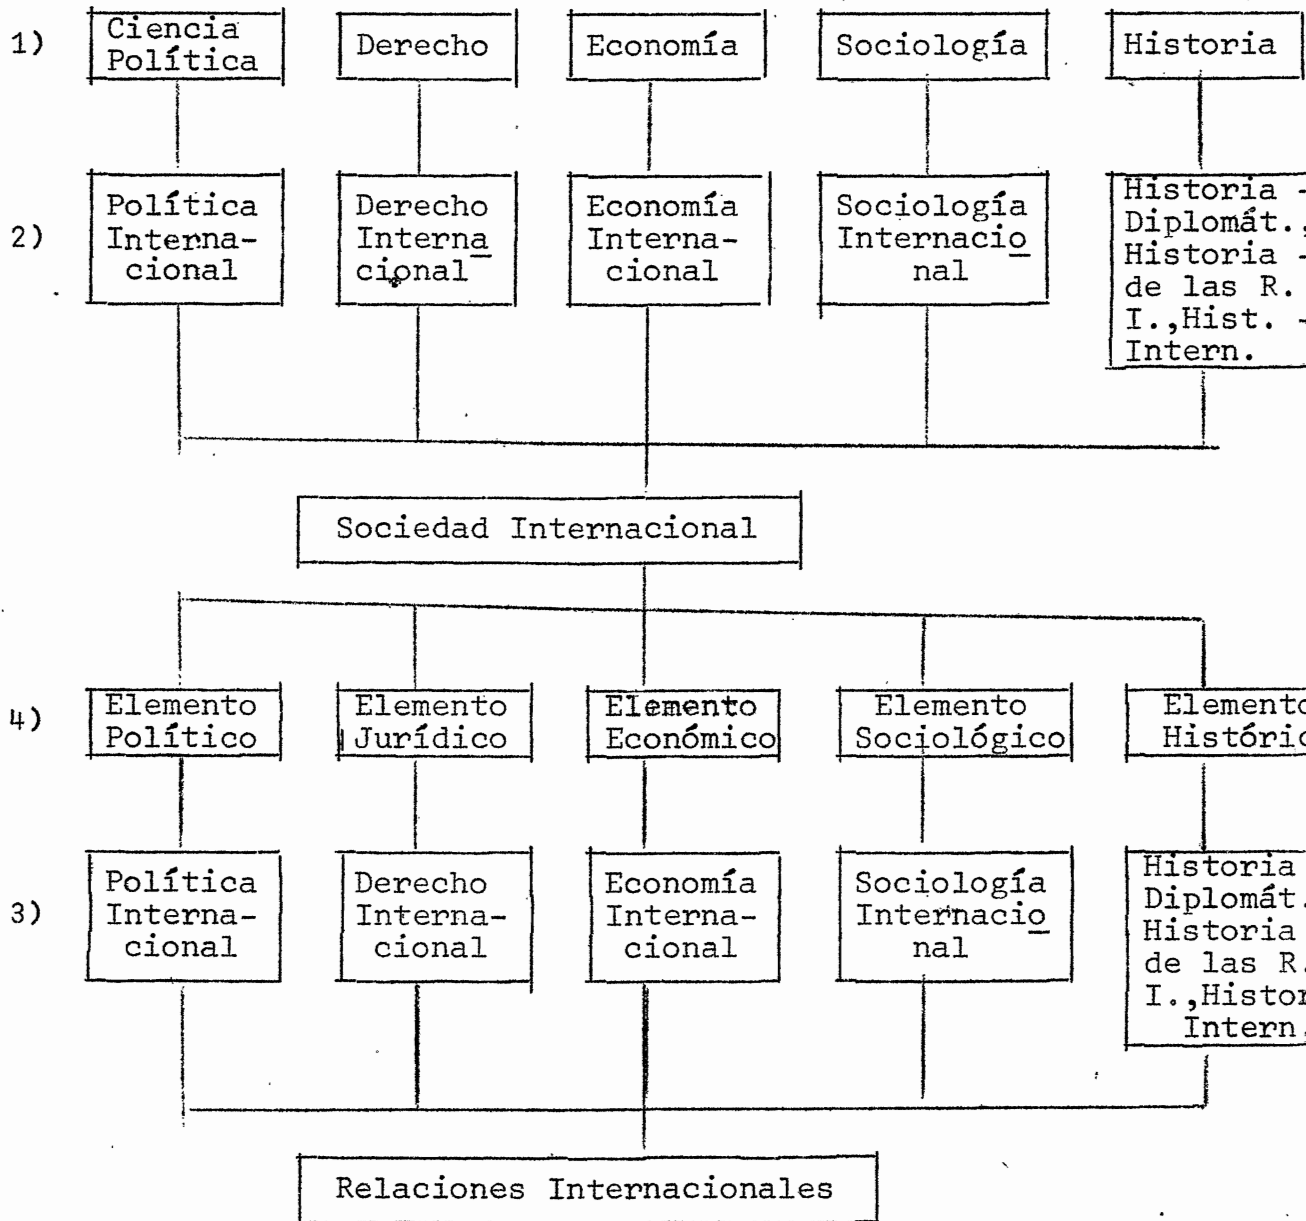 1)
Ciencia
Política
Derecho
Economía
Sociología
Historia
2)
Política
Interna-
cional
Derecho
Interna
cional
Economía
Interna-
cional
Sociología
Internacio
nal
Historia -
Diplomát.,
Historia -
de las R.
I.,Hist. -
Intern.
Sociedad Internacional
4)
Elemento
Político
Elemento
Jurídico
Elemento
Económico
Elemento
Sociológico
Elemento
Históric
3)
Política
Interna-
cional
Derecho
Interna-
cional
Economía
Interna-
cional
Sociología
Internacio
nal
Historia
Diplomát.
Historia
de las R.
I.,Histor
Intern.
Relaciones Internacionales